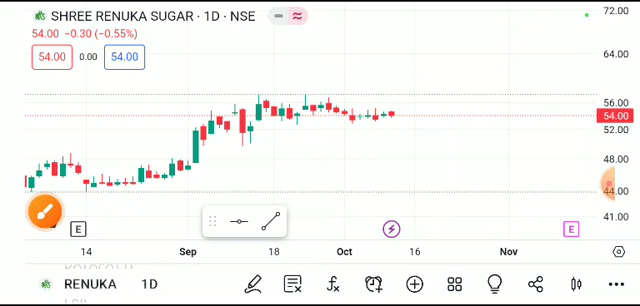 SHREE RENUKA SUGAR · 1D · NSE
54.00 −0.30 (−0.55%)
54.00 0.00 54.00
72.00
64.00
56.00
54.00
52.00
48.00
44.00
41.00
E E
14 Sep 18 Oct 16 Nov
RENUKA 1D